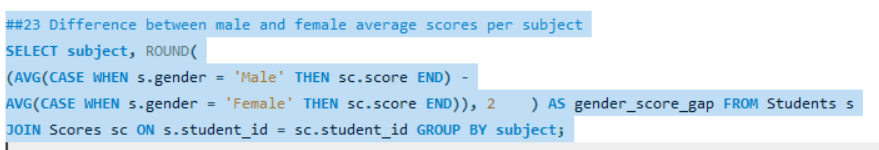 ##23 Difference between male and female average scores per subject
SELECT subject, ROUND(
(AVG(CASE WHEN s.gender = 'Male' THEN sc.score END) -
AVG(CASE WHEN s.gender = 'Female' THEN sc.score END)), 2    ) AS gender_score_gap FROM Students s
JOIN Scores sc ON s.student_id = sc.student_id GROUP BY subject;